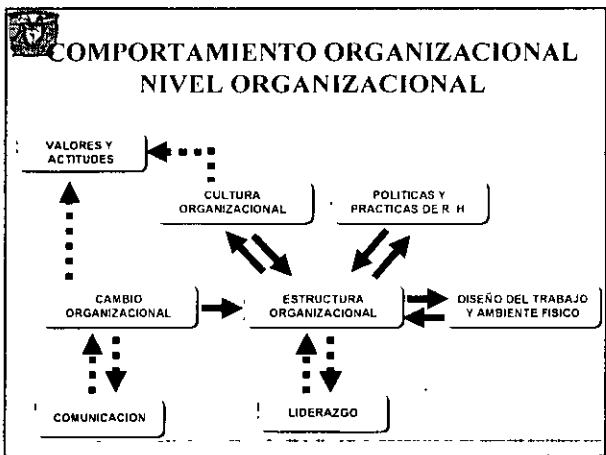 COMPORTAMIENTO ORGANIZACIONAL
NIVEL ORGANIZACIONAL
VALORES Y
ACTITUDES
CULTURA
ORGANIZACIONAL
POLITICAS Y
PRACTICAS DE R H
CAMBIO
ORGANIZACIONAL
ESTRUCTURA
ORGANIZACIONAL
DISEÑO DEL TRABAJO
Y AMBIENTE FISICO
COMUNICACION
LIDERAZGO